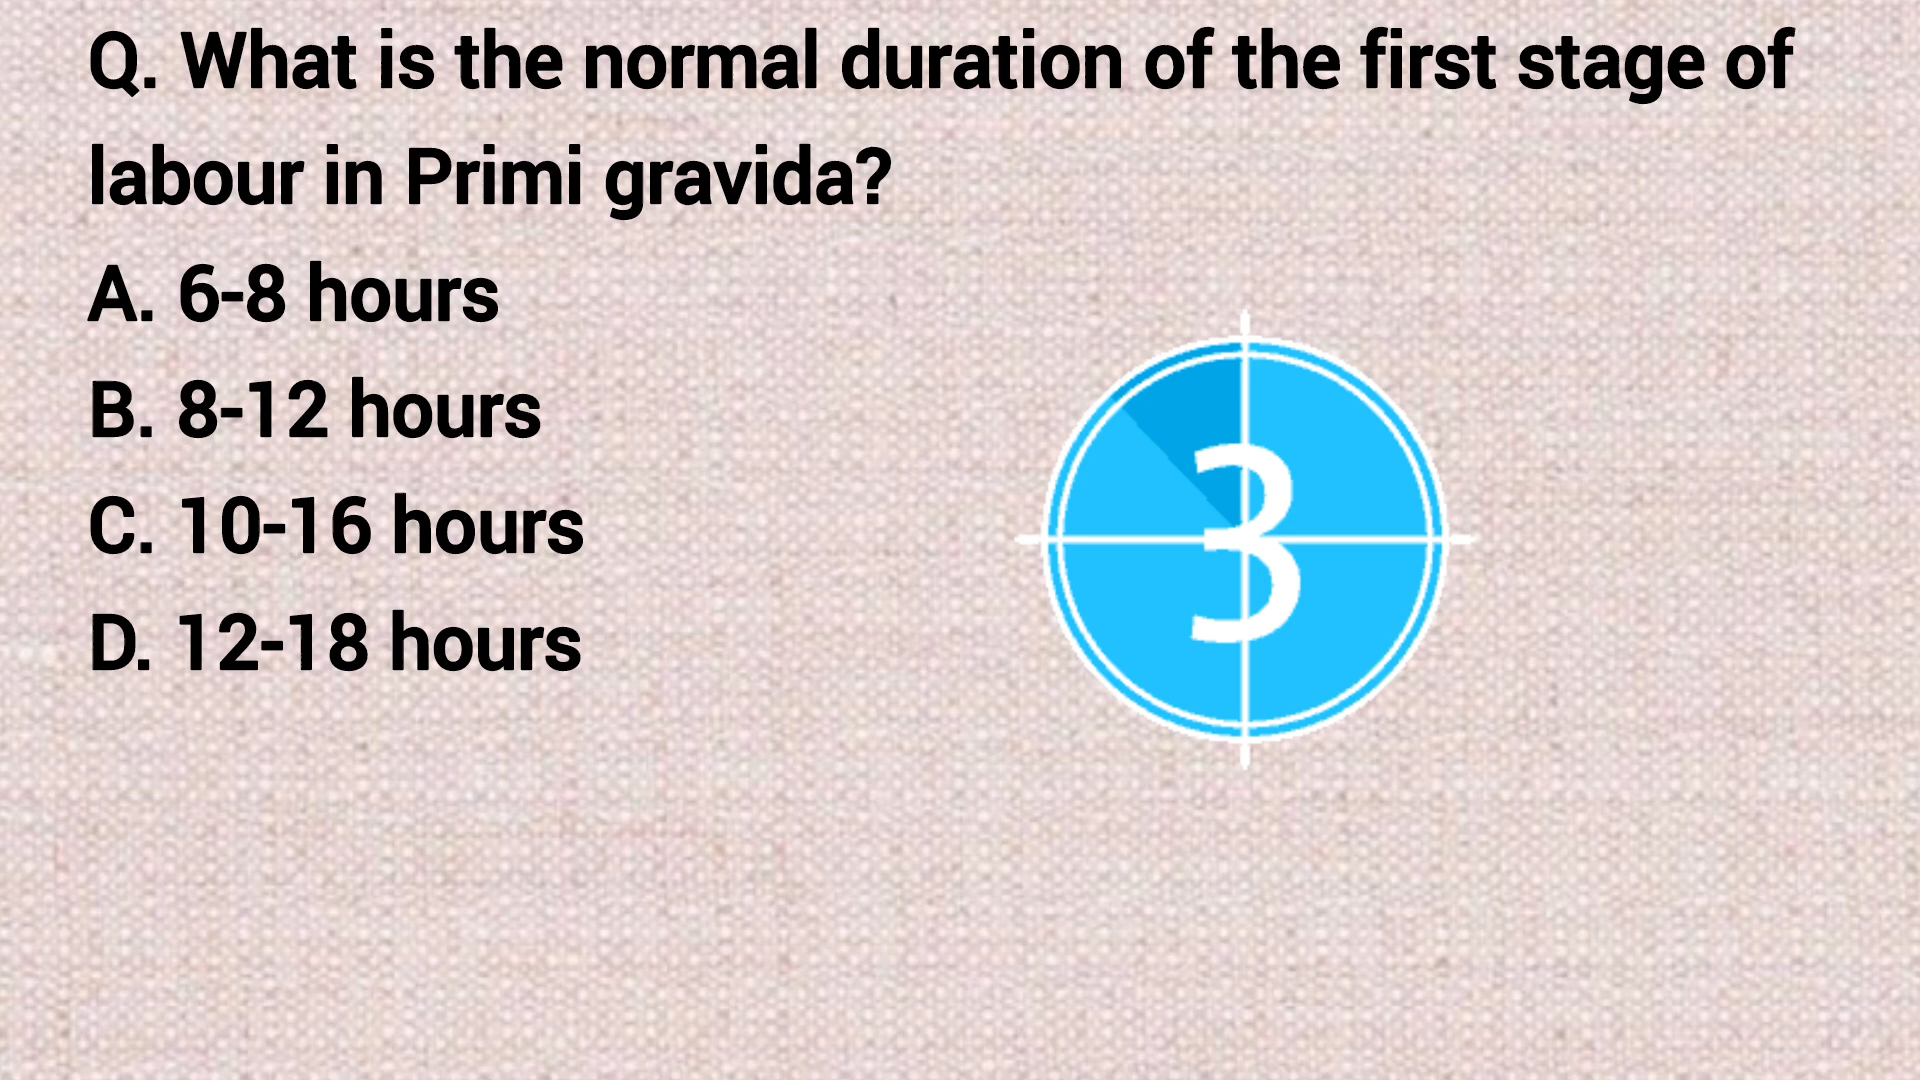 Q. What is the normal duration of the first stage of
labour in Primi gravida?
A. 6-8 hours
B. 8-12 hours
C. 10-16 hours
D. 12-18 hours
3